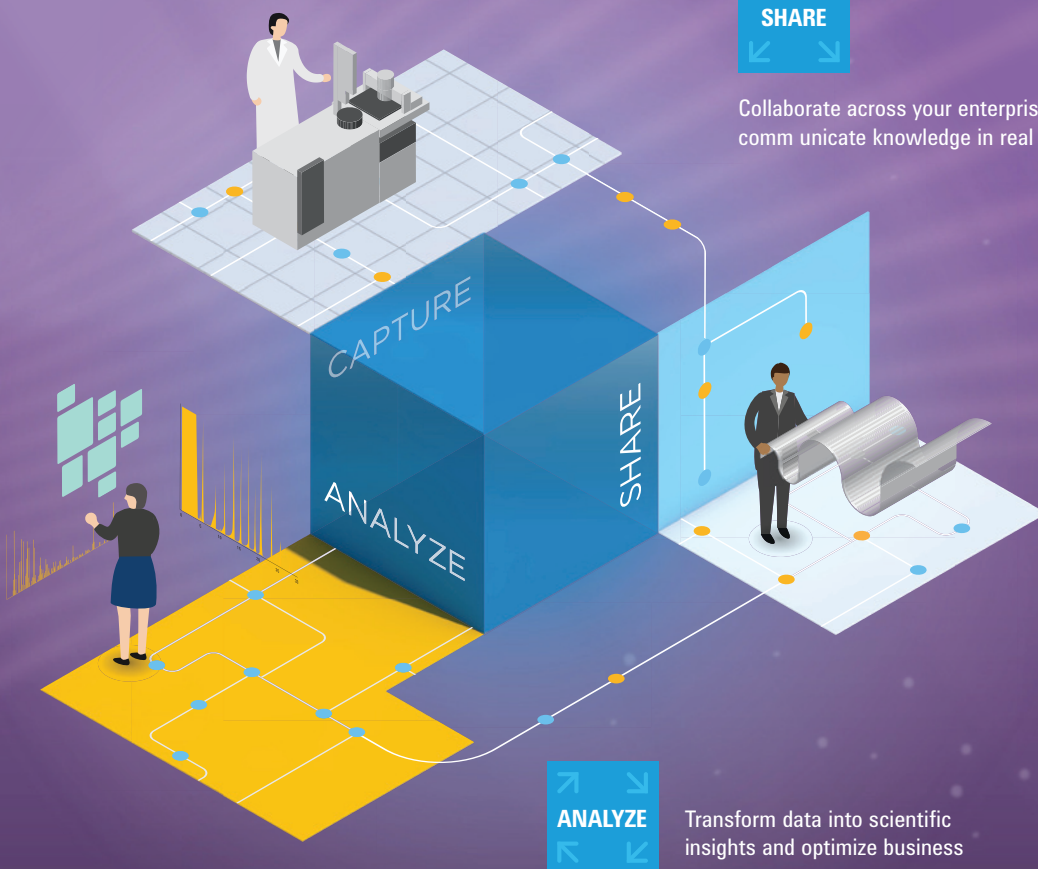 SHARE
Collaborate across your enterpris
comm unicate knowledge in real
CAPTURE
SHARE
ANALYZE
ANALYZE
Transform data into scientific
insights and optimize business